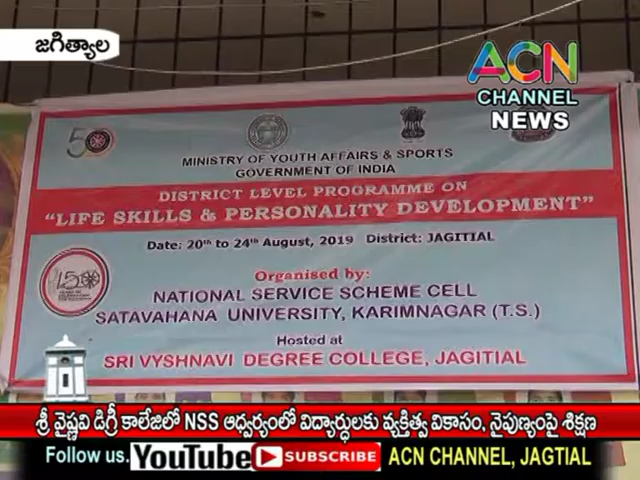 జగిత్యాల
ACN
CHANNEL
NEWS
50
MINISTRY OF YOUTH AFFAIRS & SPORTS
GOVERNMENT OF INDIA
DISTRICT LEVEL PROGRAMME ON
"LIFE SKILLS & PERSONALITY DEVELOPMENT"
Date: 20th to 24th August, 2019 District: JAGITIAL
150
Organised by:
NATIONAL SERVICE SCHEME CELL
SATAVAHANA UNIVERSITY, KARIMNAGAR (T.S.)
Hosted at
SRI VYSHNAVI DEGREE COLLEGE, JAGITIAL
శ్రీ వైష్ణవి డిగ్రీ కాలేజిలో NSS ఆధ్వర్యంలో విద్యార్థులకు వ్యక్తిత్వ వికాసం, నైపుణ్యంపై శిక్షణ
Follow us. YouTube SUBSCRIBE ACN CHANNEL, JAGTIAL